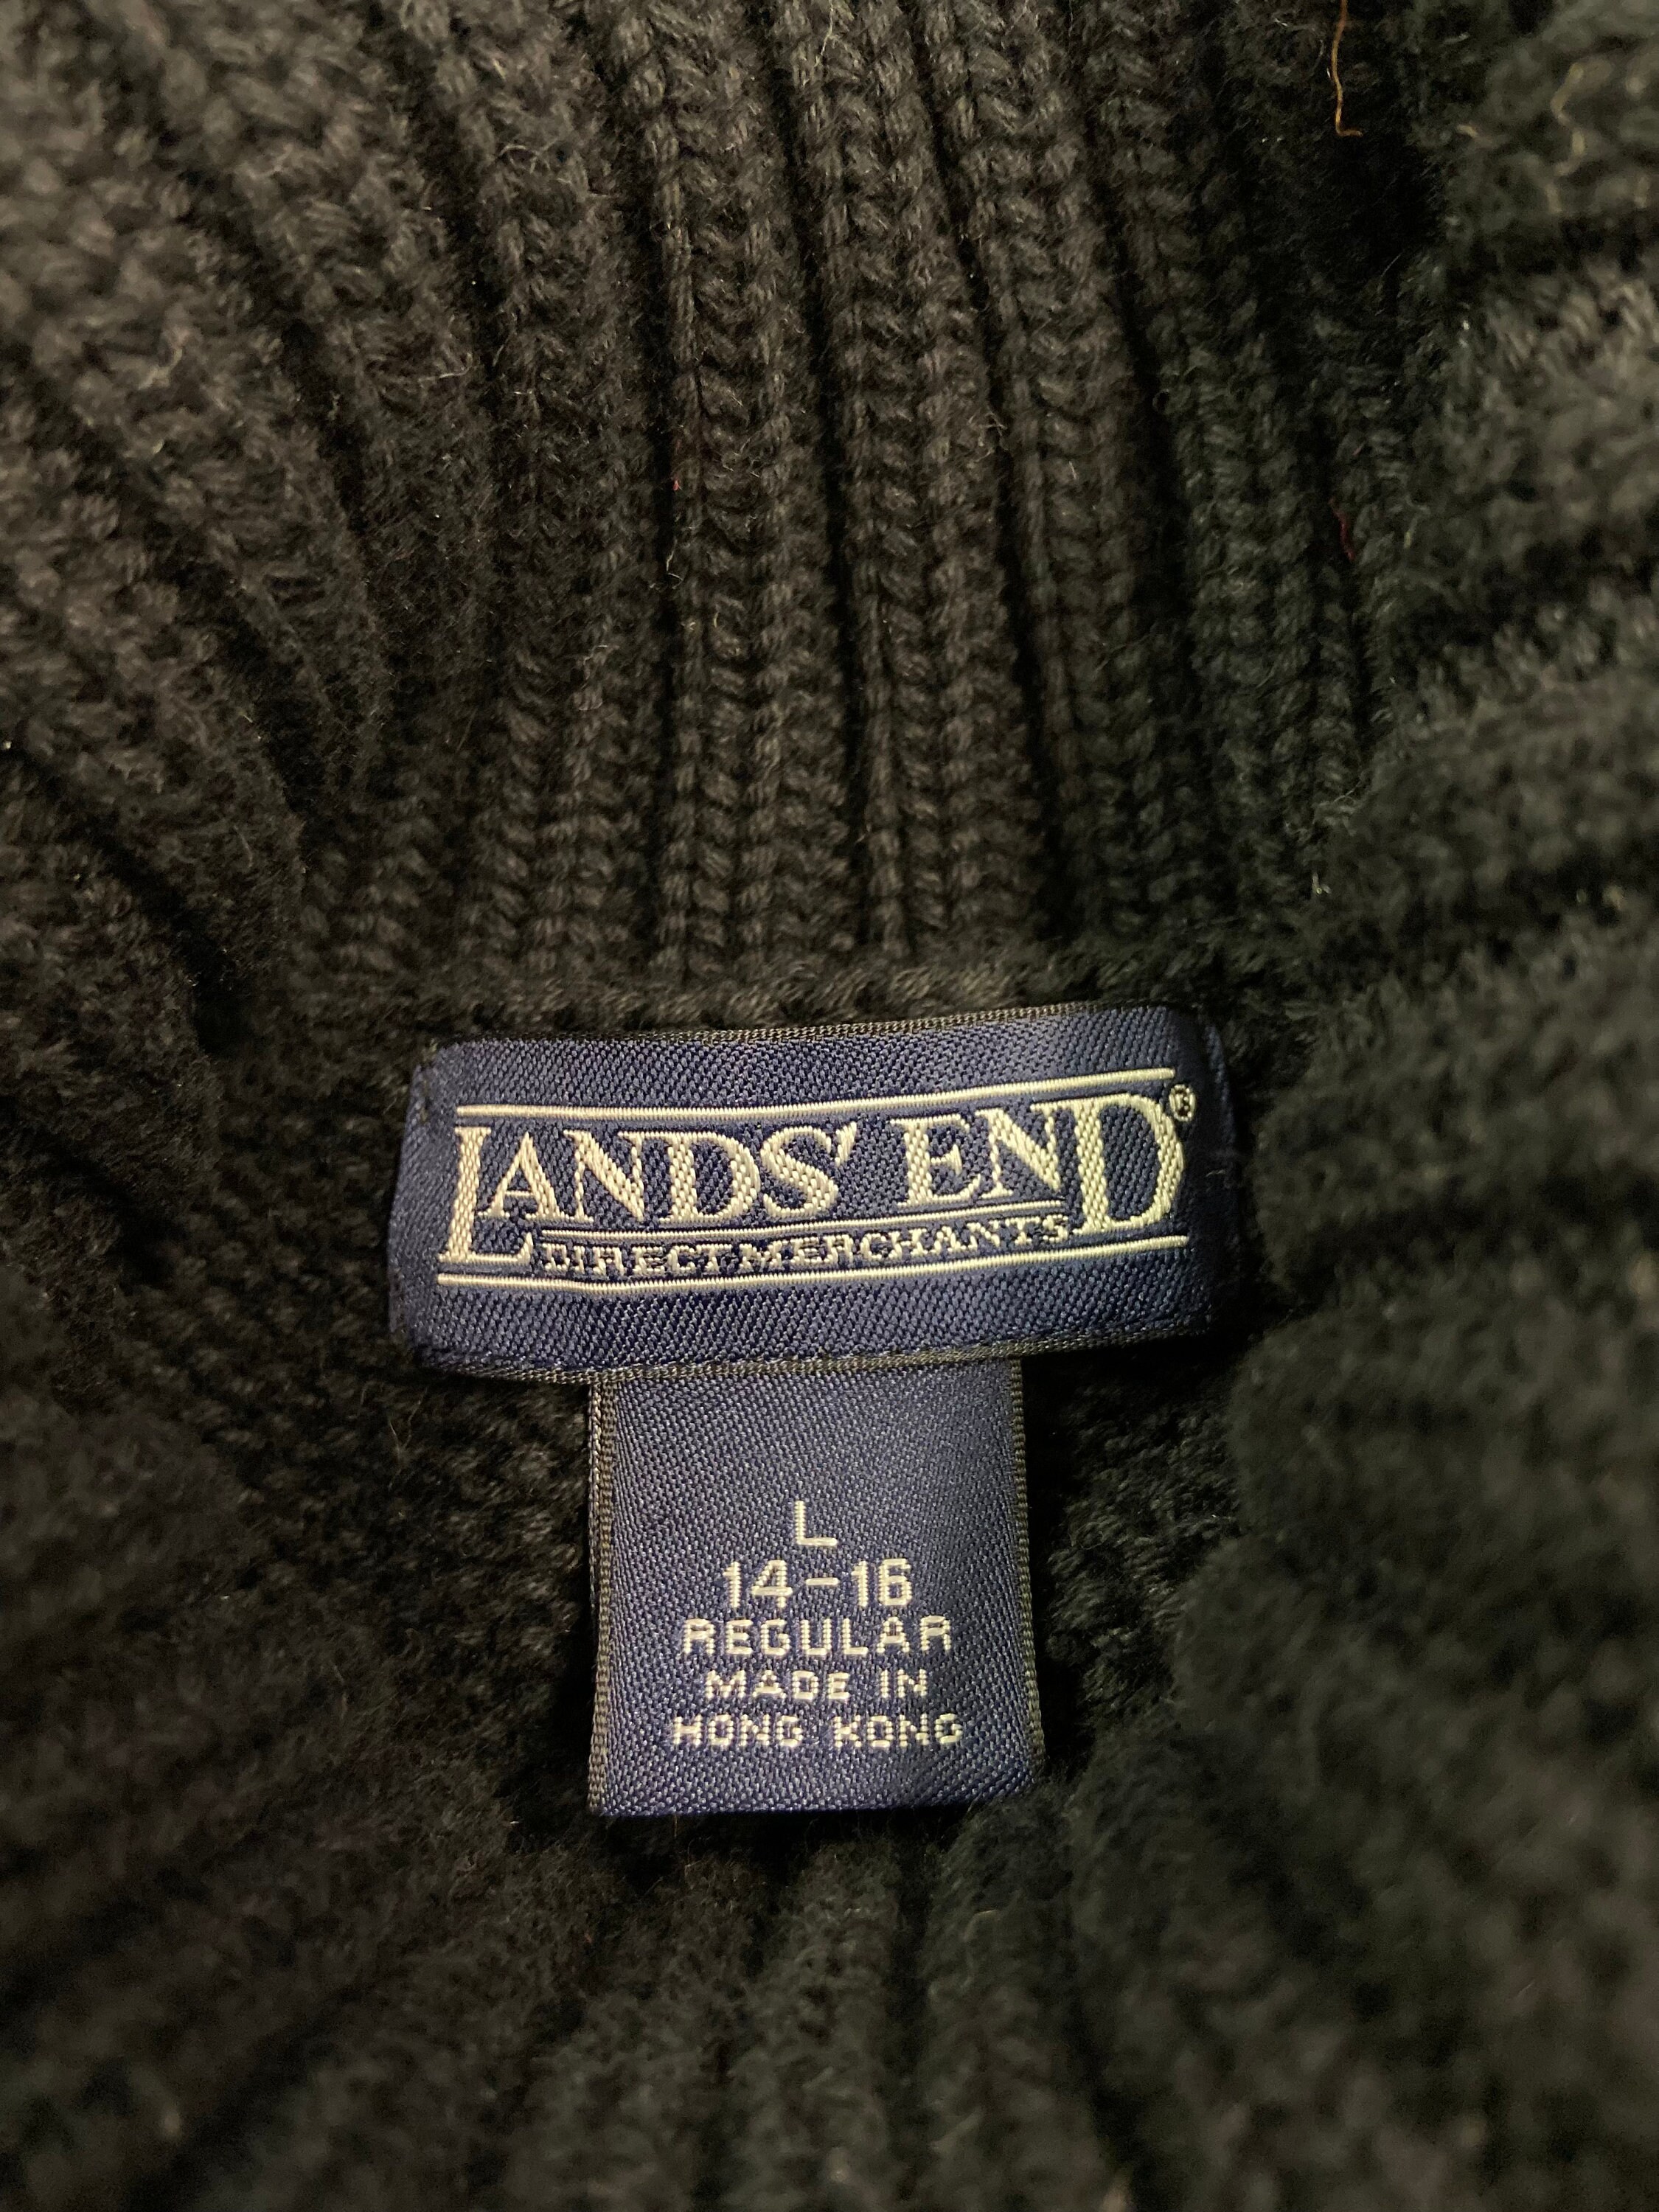 LANDS' END®
DIRECT MERCHANTS
L
14-16
REGULAR
MADE IN
HONG KONG